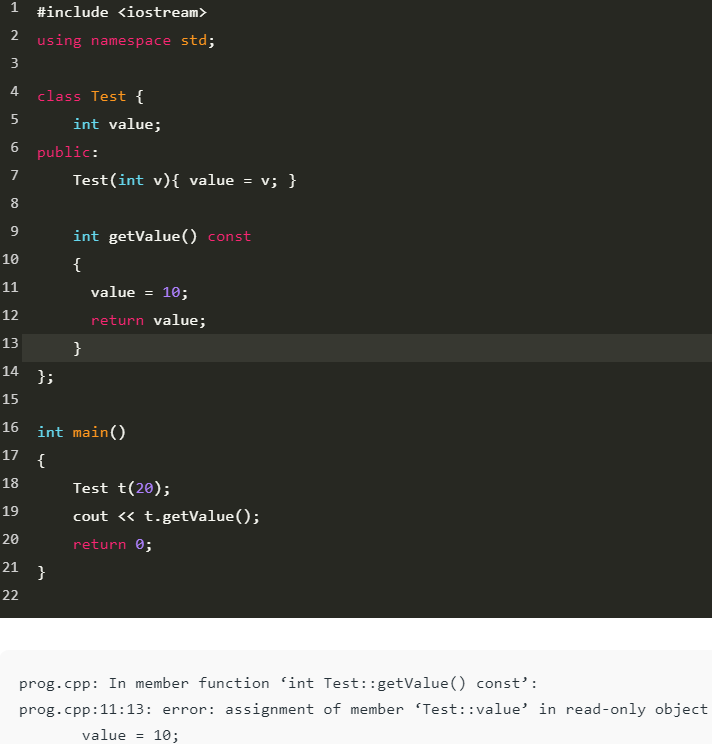 1 #include <iostream>
2 using namespace std;
3
4 class Test {
5     int value;
6 public:
7     Test(int v){ value = v; }
8
9     int getValue() const
10     {
11       value = 10;
12       return value;
13     }
14 };
15
16 int main()
17 {
18     Test t(20);
19     cout << t.getValue();
20     return 0;
21 }
22
prog.cpp: In member function ‘int Test::getValue() const’:
prog.cpp:11:13: error: assignment of member ‘Test::value’ in read-only object
       value = 10;